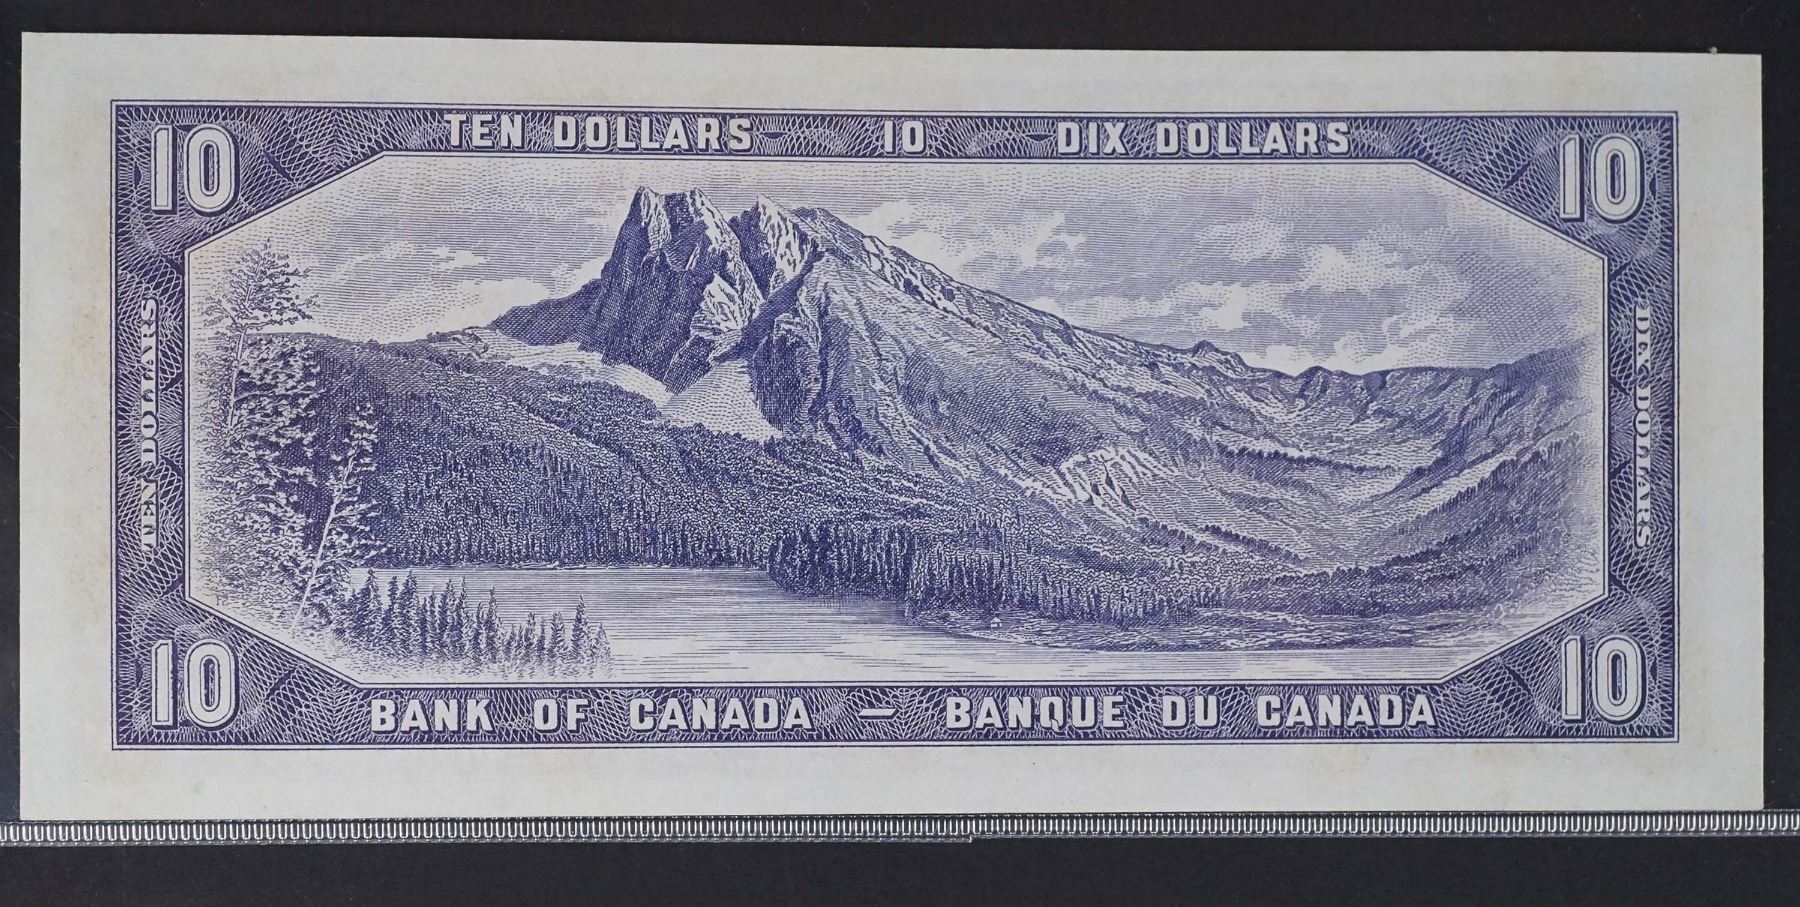 10 TEN DOLLARS 10 DIX DOLLARS 10
TEN DOLLARS
DIX DOLLARS
10 BANK OF CANADA — BANQUE DU CANADA 10